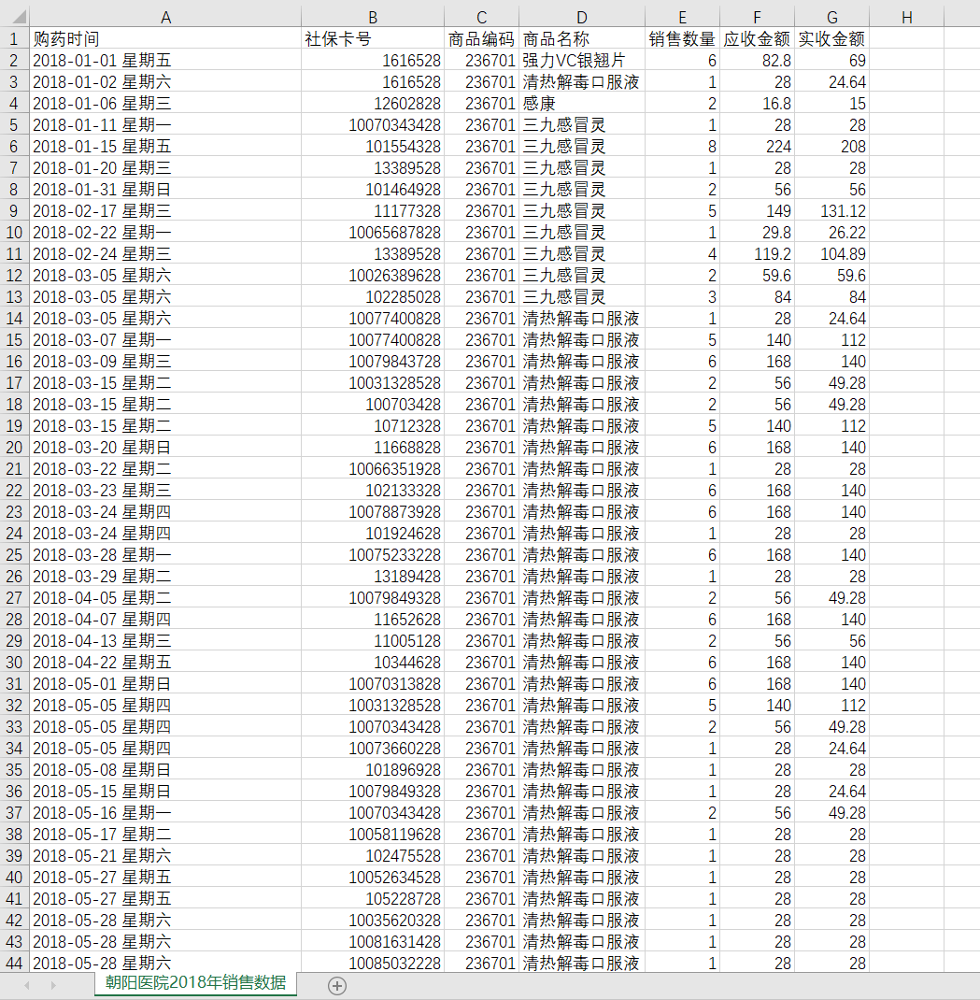 A B C D E F G H
1 购药时间 社保卡号 商品编码 商品名称 销售数量 应收金额 实收金额
2 2018-01-01 星期五 1616528 236701 强力VC银翘片 6 82.8 69
3 2018-01-02 星期六 1616528 236701 清热解毒口服液 1 28 24.64
4 2018-01-06 星期三 12602828 236701 感康 2 16.8 15
5 2018-01-11 星期一 10070343428 236701 三九感冒灵 1 28 28
6 2018-01-15 星期五 101554328 236701 三九感冒灵 8 224 208
7 2018-01-20 星期三 13389528 236701 三九感冒灵 1 28 28
8 2018-01-31 星期日 101464928 236701 三九感冒灵 2 56 56
9 2018-02-17 星期三 11177328 236701 三九感冒灵 5 149 131.12
10 2018-02-22 星期一 10065687828 236701 三九感冒灵 1 29.8 26.22
11 2018-02-24 星期三 13389528 236701 三九感冒灵 4 119.2 104.89
12 2018-03-05 星期六 10026389628 236701 三九感冒灵 2 59.6 59.6
13 2018-03-05 星期六 102285028 236701 三九感冒灵 3 84 84
14 2018-03-05 星期六 10077400828 236701 清热解毒口服液 1 28 24.64
15 2018-03-07 星期一 10077400828 236701 清热解毒口服液 5 140 112
16 2018-03-09 星期三 10079843728 236701 清热解毒口服液 6 168 140
17 2018-03-15 星期二 10031328528 236701 清热解毒口服液 2 56 49.28
18 2018-03-15 星期二 100703428 236701 清热解毒口服液 2 56 49.28
19 2018-03-15 星期二 10712328 236701 清热解毒口服液 5 140 112
20 2018-03-20 星期日 11668828 236701 清热解毒口服液 6 168 140
21 2018-03-22 星期二 10066351928 236701 清热解毒口服液 1 28 28
22 2018-03-23 星期三 102133328 236701 清热解毒口服液 6 168 140
23 2018-03-24 星期四 10078873928 236701 清热解毒口服液 6 168 140
24 2018-03-24 星期四 101924628 236701 清热解毒口服液 1 28 28
25 2018-03-28 星期一 10075233228 236701 清热解毒口服液 6 168 140
26 2018-03-29 星期二 13189428 236701 清热解毒口服液 1 28 28
27 2018-04-05 星期二 10079849328 236701 清热解毒口服液 2 56 49.28
28 2018-04-07 星期四 11652628 236701 清热解毒口服液 6 168 140
29 2018-04-13 星期三 11005128 236701 清热解毒口服液 2 56 56
30 2018-04-22 星期五 10344628 236701 清热解毒口服液 6 168 140
31 2018-05-01 星期日 10070313828 236701 清热解毒口服液 6 168 140
32 2018-05-05 星期四 10031328528 236701 清热解毒口服液 5 140 112
33 2018-05-05 星期四 10070343428 236701 清热解毒口服液 2 56 49.28
34 2018-05-05 星期四 10073660228 236701 清热解毒口服液 1 28 24.64
35 2018-05-08 星期日 101896928 236701 清热解毒口服液 1 28 28
36 2018-05-15 星期日 10079849328 236701 清热解毒口服液 1 28 24.64
37 2018-05-16 星期一 10070343428 236701 清热解毒口服液 2 56 49.28
38 2018-05-17 星期二 10058119628 236701 清热解毒口服液 1 28 28
39 2018-05-21 星期六 102475528 236701 清热解毒口服液 1 28 28
40 2018-05-27 星期五 10052634528 236701 清热解毒口服液 1 28 28
41 2018-05-27 星期五 105228728 236701 清热解毒口服液 1 28 28
42 2018-05-28 星期六 10035620328 236701 清热解毒口服液 1 28 28
43 2018-05-28 星期六 10081631428 236701 清热解毒口服液 1 28 28
44 2018-05-28 星期六 10085032228 236701 清热解毒口服液 1 28 28
朝阳医院2018年销售数据